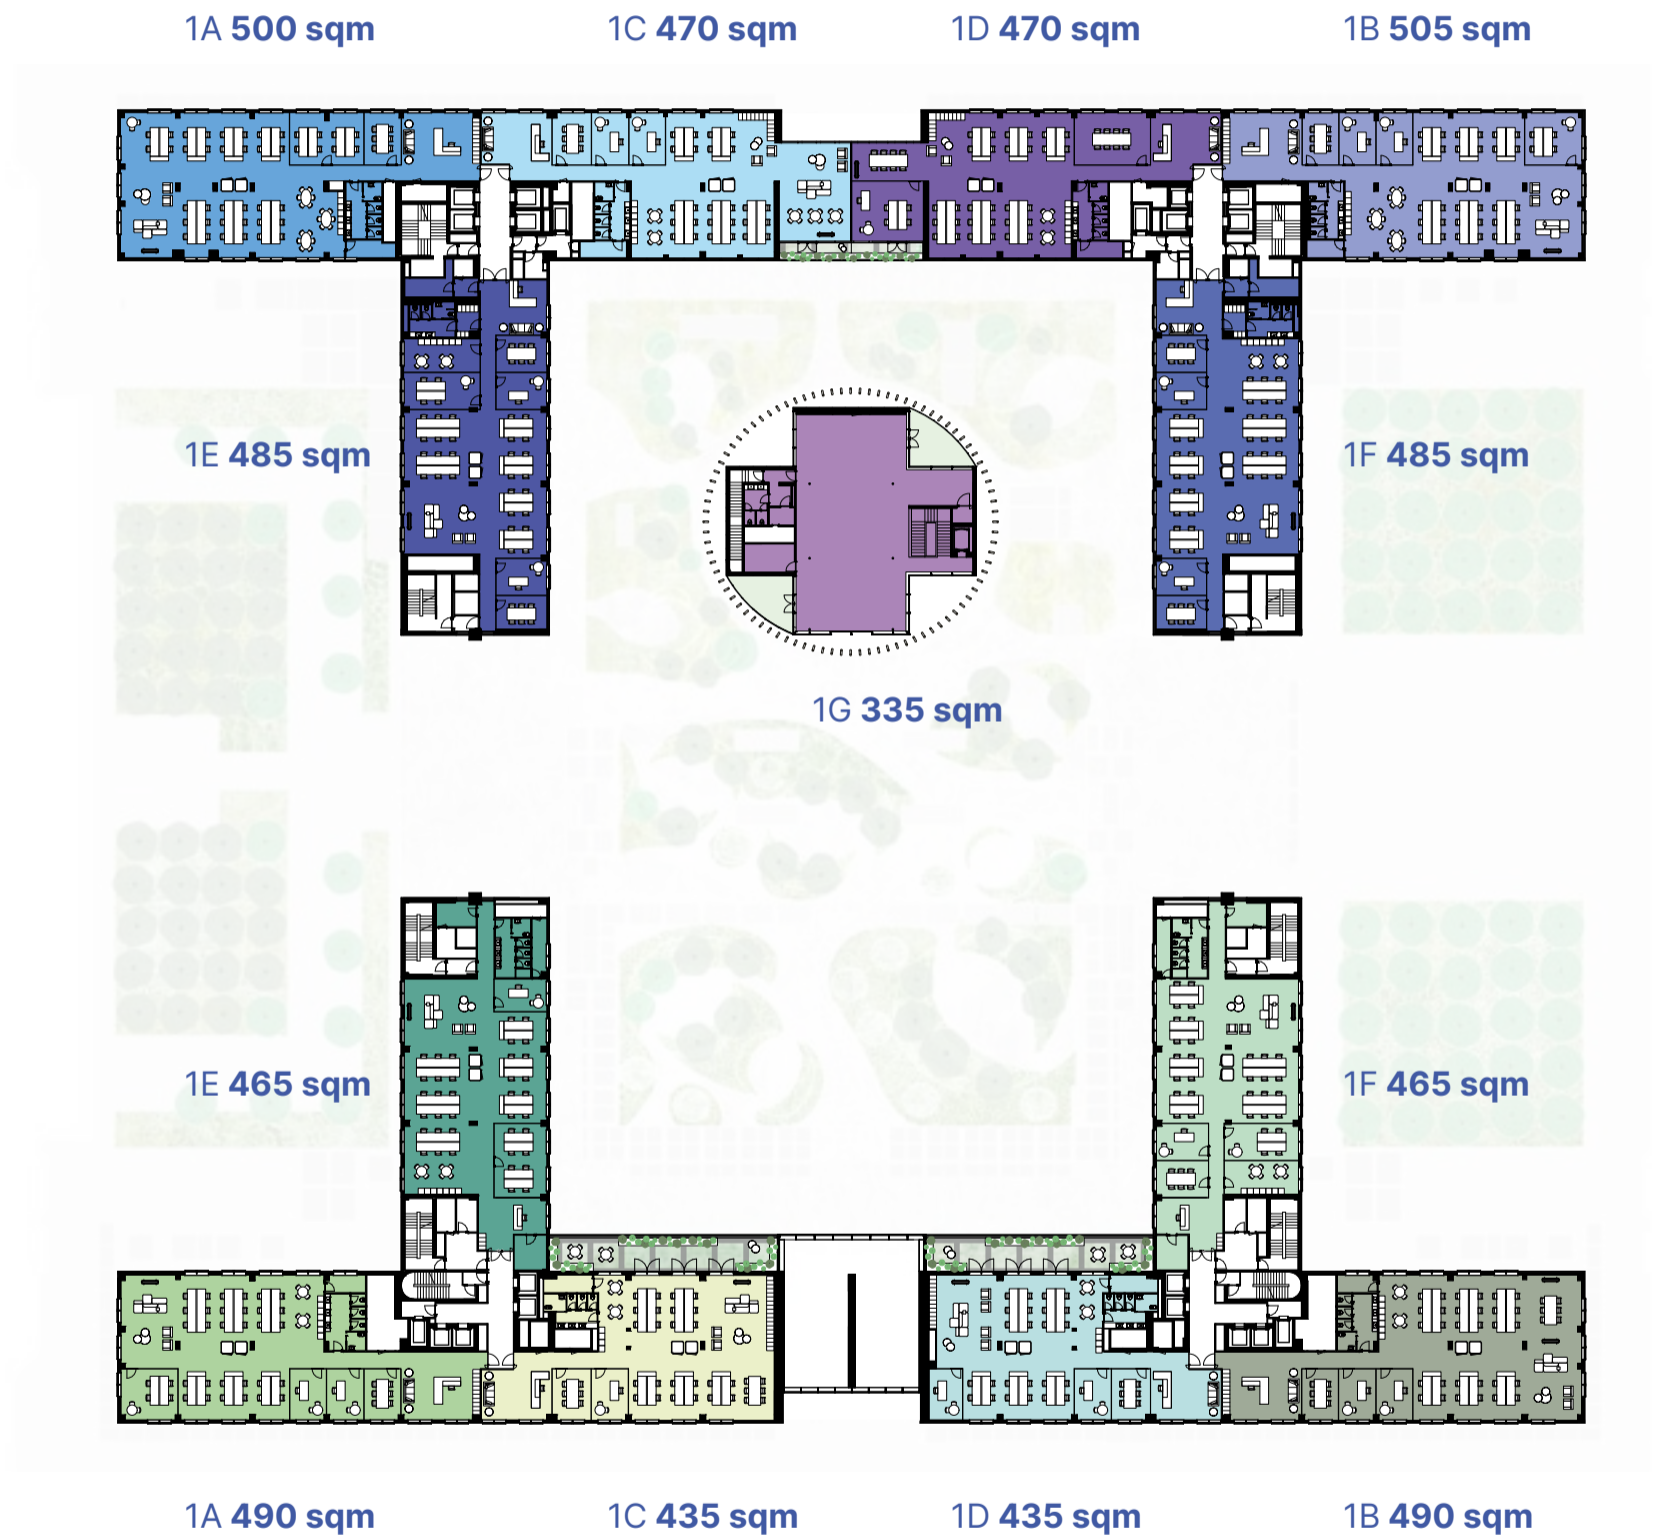 1A 500 sqm
1C 470 sqm
1D 470 sqm
1B 505 sqm
1E 485 sqm
1F 485 sqm
1G 335 sqm
1E 465 sqm
1F 465 sqm
1A 490 sqm
1C 435 sqm
1D 435 sqm
1B 490 sqm